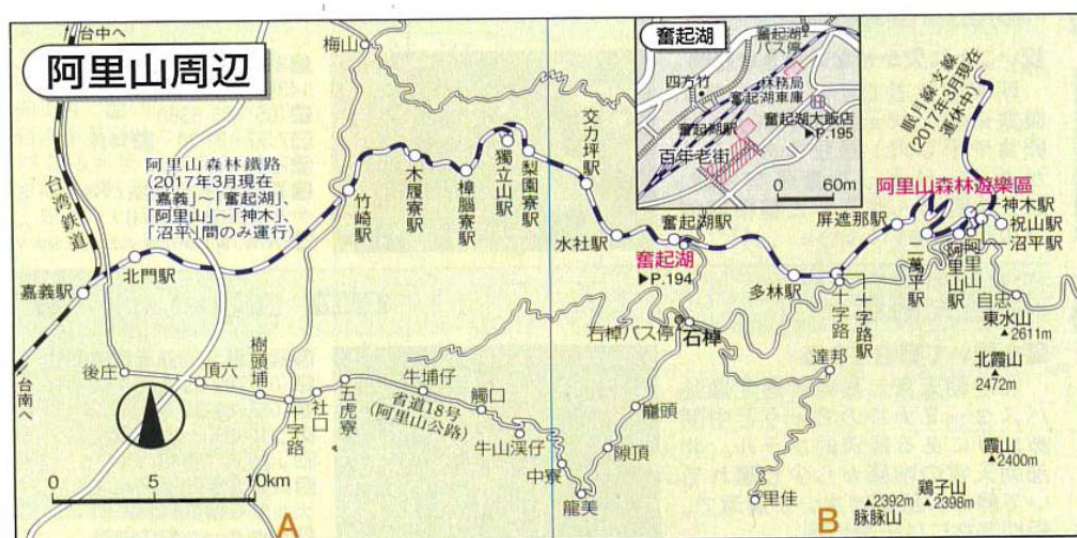 阿里山周辺
台中へ
梅山
台湾鉄道
阿里山森林鐵路
(2017年3月現在
「嘉義」~「奮起湖」、
「阿里山」~「神木」、
「沼平」間のみ運行)
嘉義駅
北門駅
竹崎駅
木履寮駅
樟腦寮駅
獨立山駅
梨園寮駅
交力坪駅
水社駅
奮起湖駅
奮起湖
▶P.194
多林駅
十字路駅
十字路
屏遮那駅
二萬平駅
阿里山駅
阿里山
神木駅
祝山駅
沼平駅
阿里山森林遊樂區
眠月線支線
(2017年3月現在
運休中)
自忠
東水山
▲2611m
北霞山
▲
2472m
霞山
▲2400m
鶏子山
▲2398m
2392m
▲
脉脉山
石棹バス停
石棹
達邦
里佳
龍頭
隙頂
龍美
中寮
牛山渓仔
觸口
牛埔仔
省道18号
(阿里山公路)
五虎寮
社口
十字路
樹頭埔
頂六
後庄
台南へ
0 5 10km
A
B
奮起湖
奮起湖
バス停
四方竹
林務局
奮起湖車庫
奮起湖大飯店
▶P.195
奮起湖駅
百年老街
H
0 60m